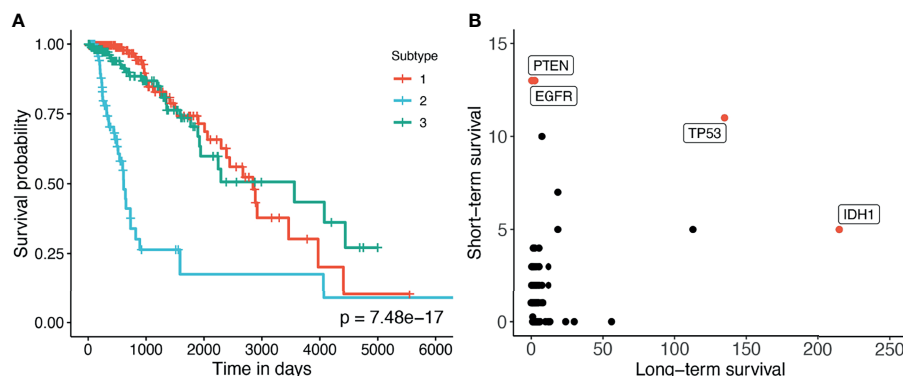 A
Survival probability
1.00
0.75
0.50
0.25
0.00
Subtype
1
2
3
p = 7.48e−17
0 1000 2000 3000 4000 5000 6000
Time in days
B
Short−term survival
15
10
5
0
PTEN
EGFR
TP53
IDH1
0 50 100 150 200 250
Long−term survival